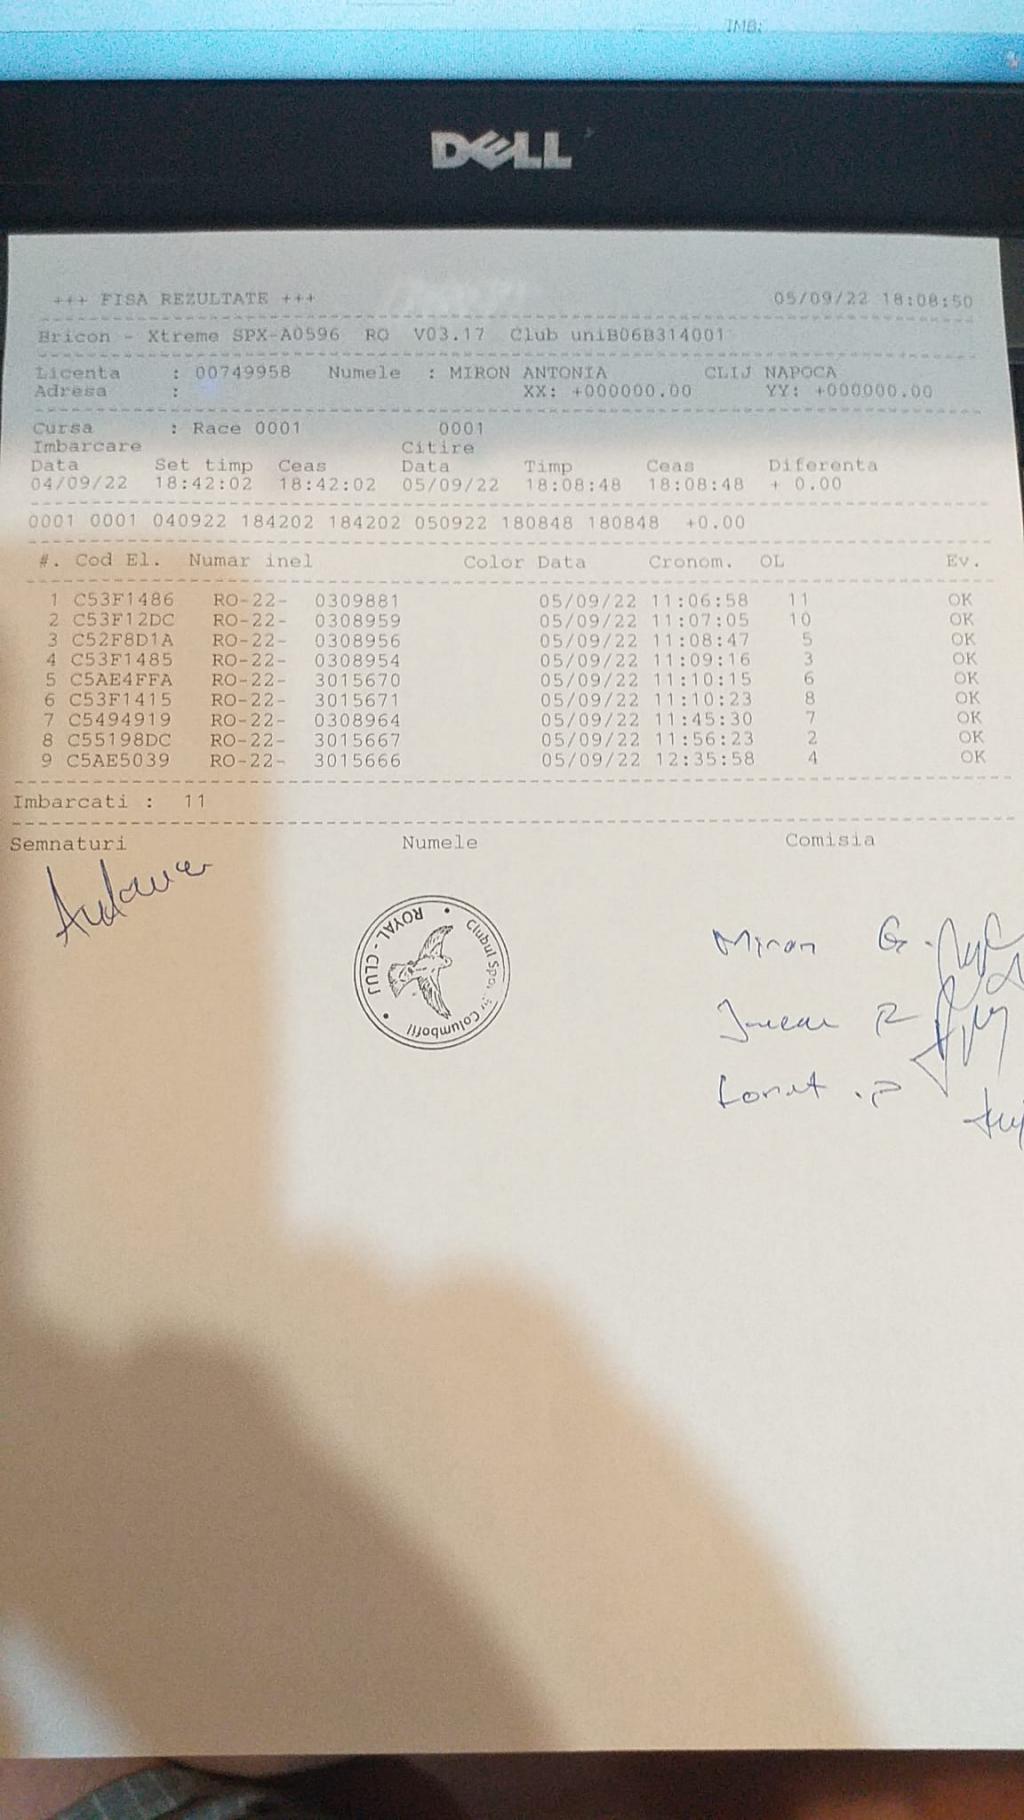 IMB:
DELL
+++ FISA REZULTATE +++ 05/09/22 18:08:50
Bricon - Xtreme SPX-A0596 RO V03.17 Club uniB06B314001
Licenta : 00749958 Numele : MIRON ANTONIA CLIJ NAPOCA
Adresa : XX: +000000.00 YY: +000000.00
Cursa : Race 0001 0001
Imbarcare Citire
Data Set timp Ceas Data Timp Ceas Diferenta
04/09/22 18:42:02 18:42:02 05/09/22 18:08:48 18:08:48 + 0.00
0001 0001 040922 184202 184202 050922 180848 180848 +0.00
#. Cod El. Numar inel Color Data Cronom. OL Ev.
1 C53F1486 RO-22- 0309881 05/09/22 11:06:58 11 OK
2 C53F12DC RO-22- 0308959 05/09/22 11:07:05 10 OK
3 C52F8D1A RO-22- 0308956 05/09/22 11:08:47 5 OK
4 C53F1485 RO-22- 0308954 05/09/22 11:09:16 3 OK
5 C5AE4FFA RO-22- 3015670 05/09/22 11:10:15 6 OK
6 C53F1415 RO-22- 3015671 05/09/22 11:10:23 8 OK
7 C5494919 RO-22- 0308964 05/09/22 11:45:30 7 OK
8 C55198DC RO-22- 3015667 05/09/22 11:56:23 2 OK
9 C5AE5039 RO-22- 3015666 05/09/22 12:35:58 4 OK
Imbarcati : 11
Semnaturi Numele Comisia
Clubul Columbofil
ROYAL - CLUJ
Miron G.